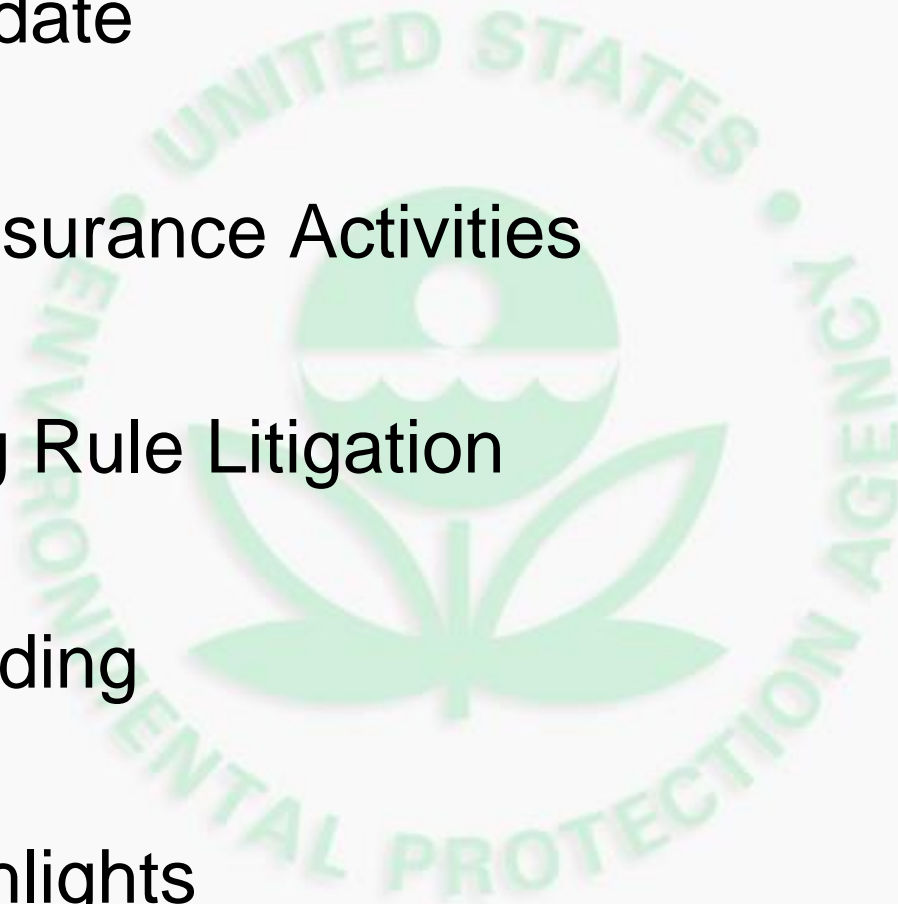 date
surance Activities
g Rule Litigation
ding
hlights
UNITED STATES
ENVIRONMENTAL PROTECTION AGENCY